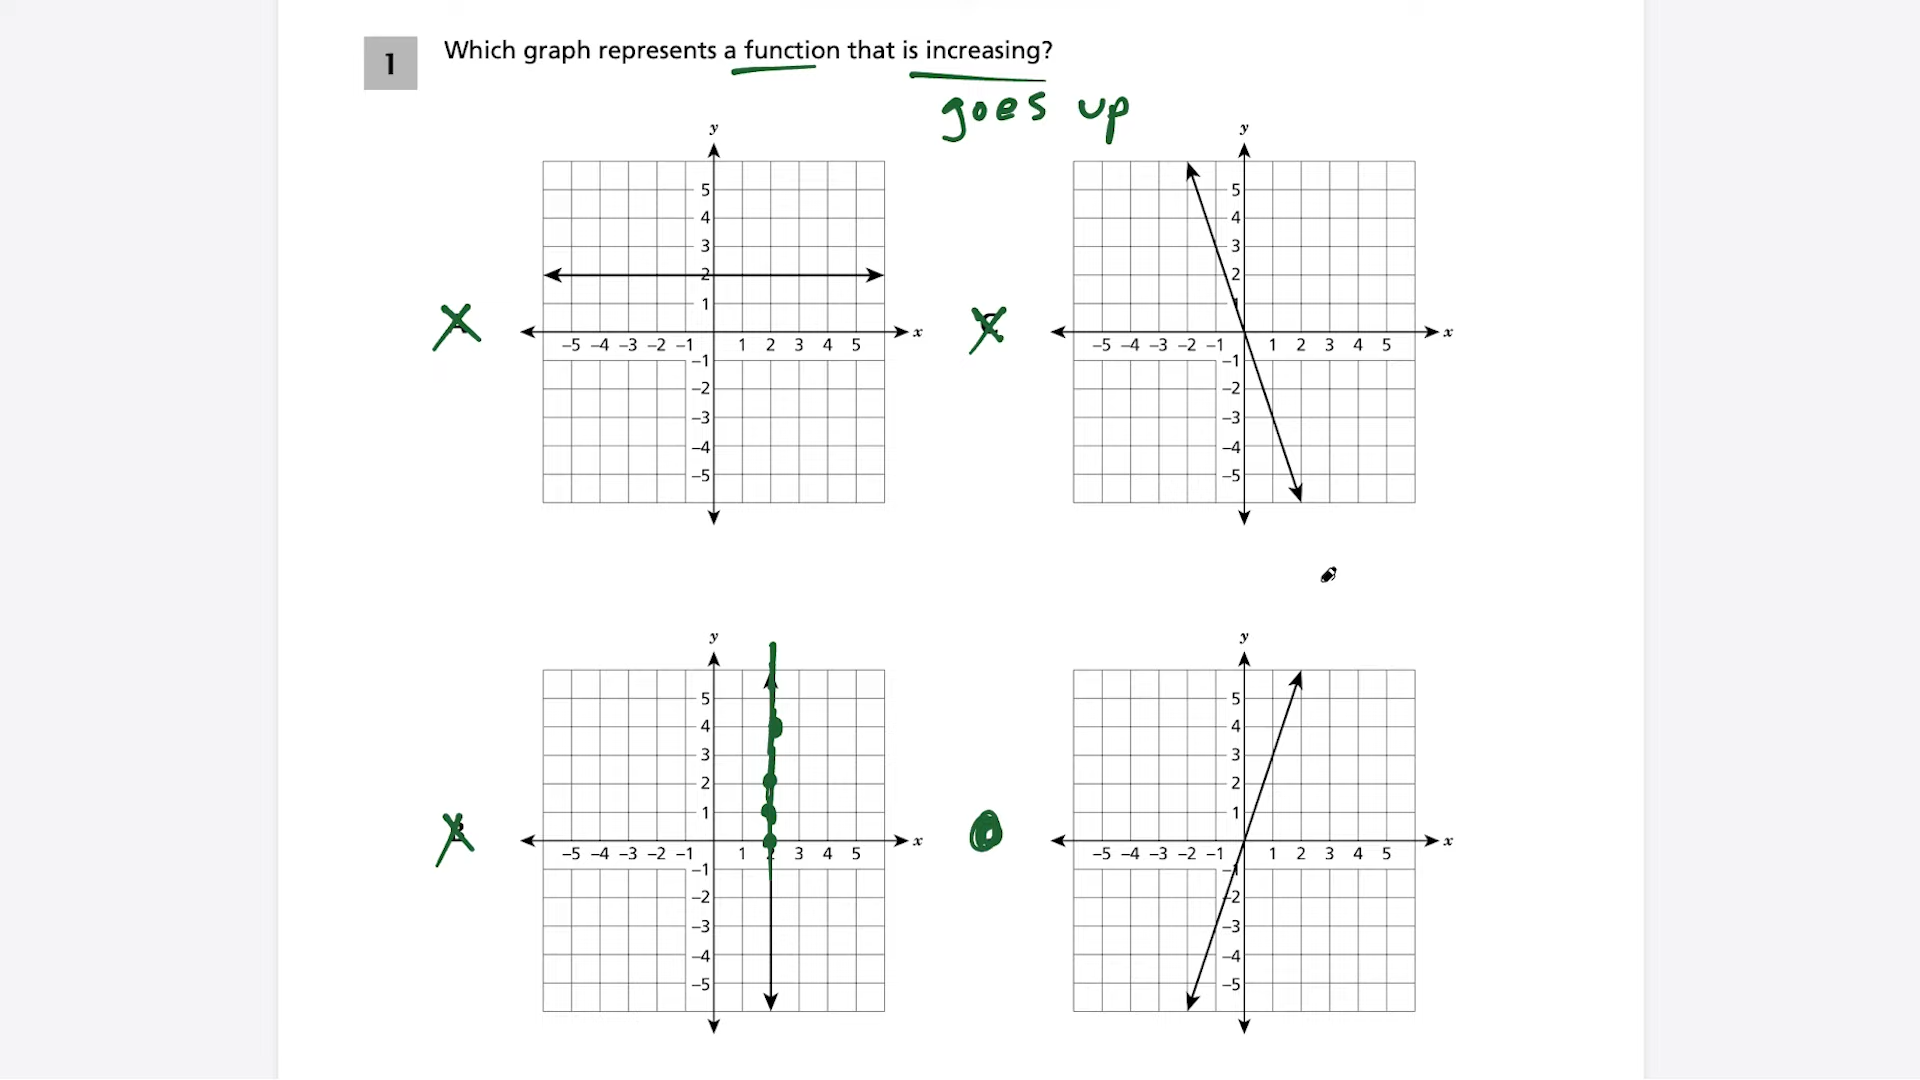 1
Which graph represents a function that is increasing?
goes up
y
y
5
5
4
4
3
3
2
2
1
1
x
x
–5 –4 –3 –2 –1 1 2 3 4 5
–5 –4 –3 –2 –1 1 2 3 4 5
–1
–1
–2
–2
–3
–3
–4
–4
–5
–5
y
y
5
5
4
4
3
3
2
2
1
1
x
x
–5 –4 –3 –2 –1 1 3 4 5
–5 –4 –3 –2 –1 1 2 3 4 5
–1
–1
–2
–2
–3
–3
–4
–4
–5
–5